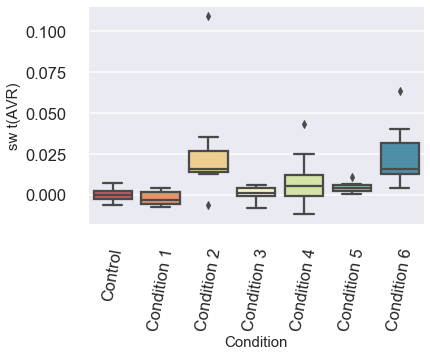 0.100
0.075
0.050
0.025
0.000
sw t(AVR)
Control
Condition 1
Condition 2
Condition 3
Condition 4
Condition 5
Condition 6
Condition